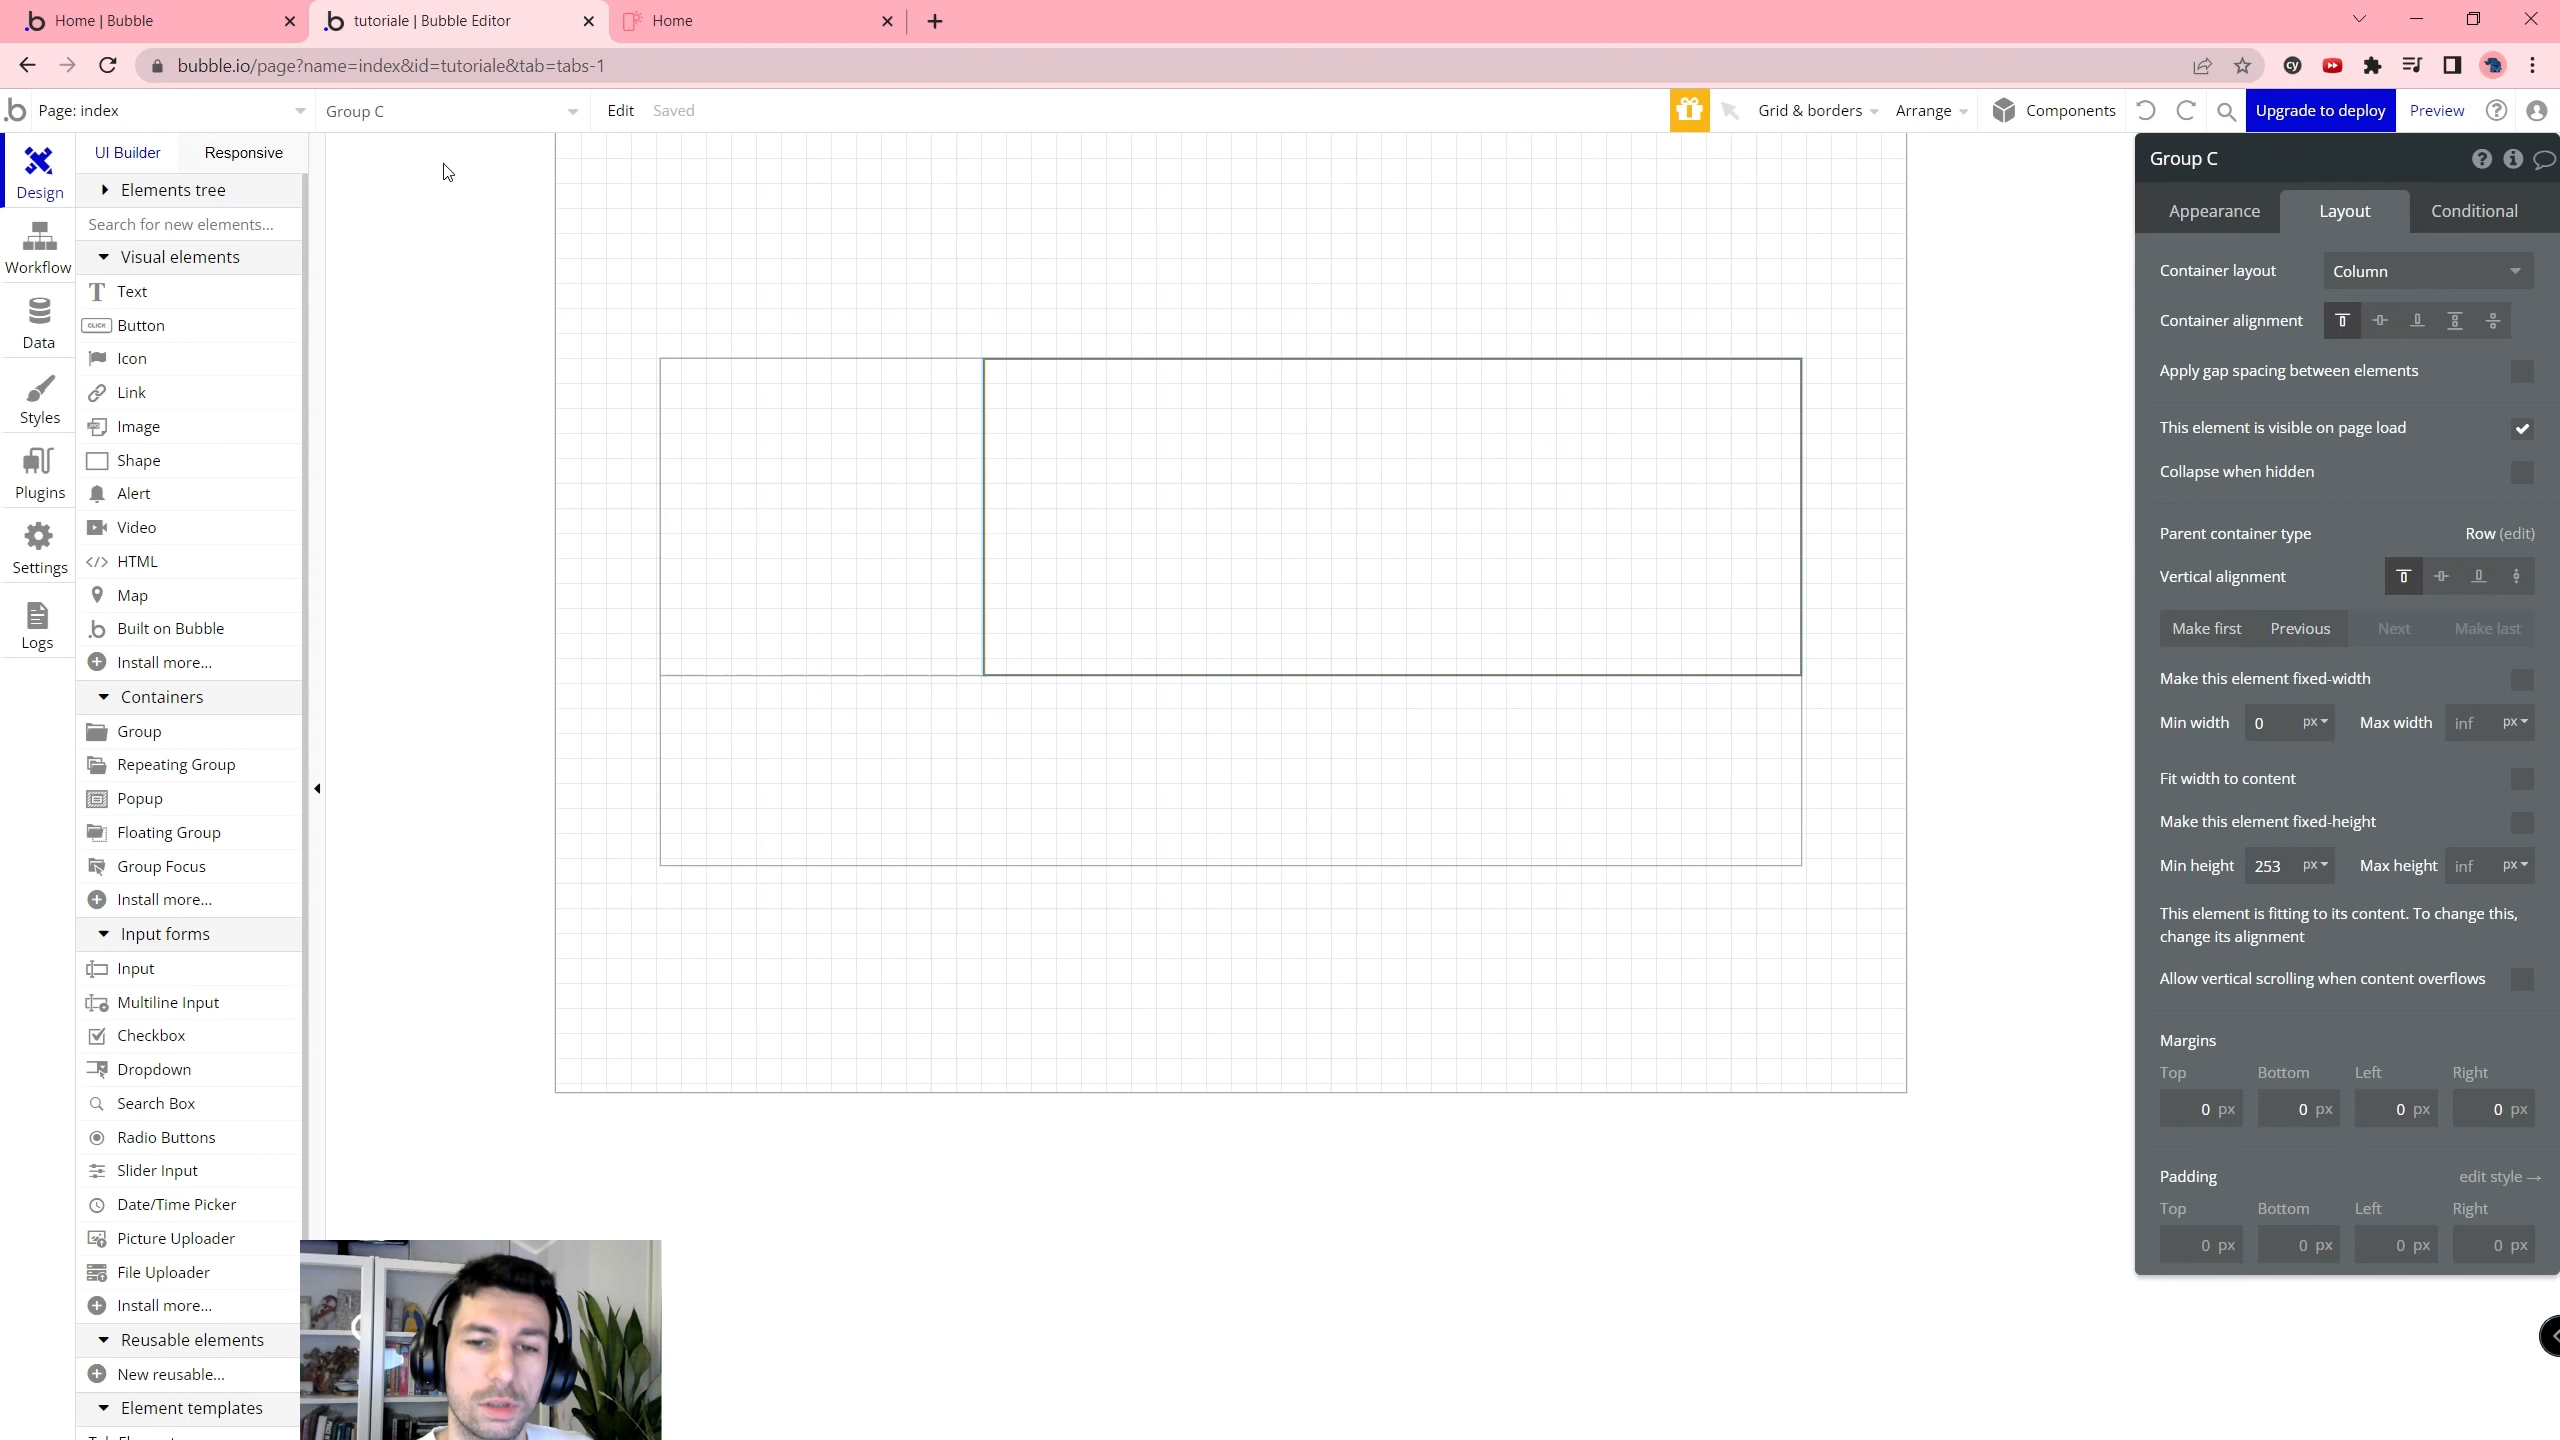 Home | Bubble
tutoriale | Bubble Editor
Home
bubble.io/page?name=index&id=tutoriale&tab=tabs-1
Page: index
Group C
Edit
Saved
Grid & borders
Arrange
Components
Upgrade to deploy
Preview
Design
Workflow
Data
Styles
Plugins
Settings
Logs
UI Builder
Responsive
Elements tree
Search for new elements...
Visual elements
Text
CLICK Button
Icon
Link
Image
Shape
Alert
Video
HTML
Map
Built on Bubble
Install more...
Containers
Group
Repeating Group
Popup
Floating Group
Group Focus
Install more...
Input forms
Input
Multiline Input
Checkbox
Dropdown
Search Box
Radio Buttons
Slider Input
Date/Time Picker
Picture Uploader
File Uploader
Install more...
Reusable elements
New reusable...
Element templates
Group C
Appearance
Layout
Conditional
Container layout Column
Container alignment
Apply gap spacing between elements
This element is visible on page load
Collapse when hidden
Parent container type Row (edit)
Vertical alignment
Make first Previous Next Make last
Make this element fixed-width
Min width 0 px Max width inf px
Fit width to content
Make this element fixed-height
Min height 253 px Max height inf px
This element is fitting to its content. To change this,
change its alignment
Allow vertical scrolling when content overflows
Margins
Top Bottom Left Right
0 px 0 px 0 px 0 px
Padding edit style →
Top Bottom Left Right
0 px 0 px 0 px 0 px